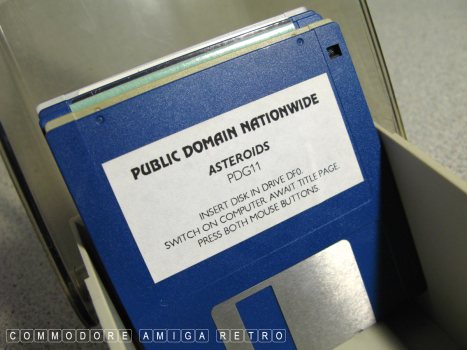 PUBLIC DOMAIN NATIONWIDE
ASTEROIDS
PDG11
INSERT DISK IN DRIVE DF0.
SWITCH ON COMPUTER. AWAIT TITLE PAGE.
PRESS BOTH MOUSE BUTTONS.
COMMODORE AMIGA RETRO